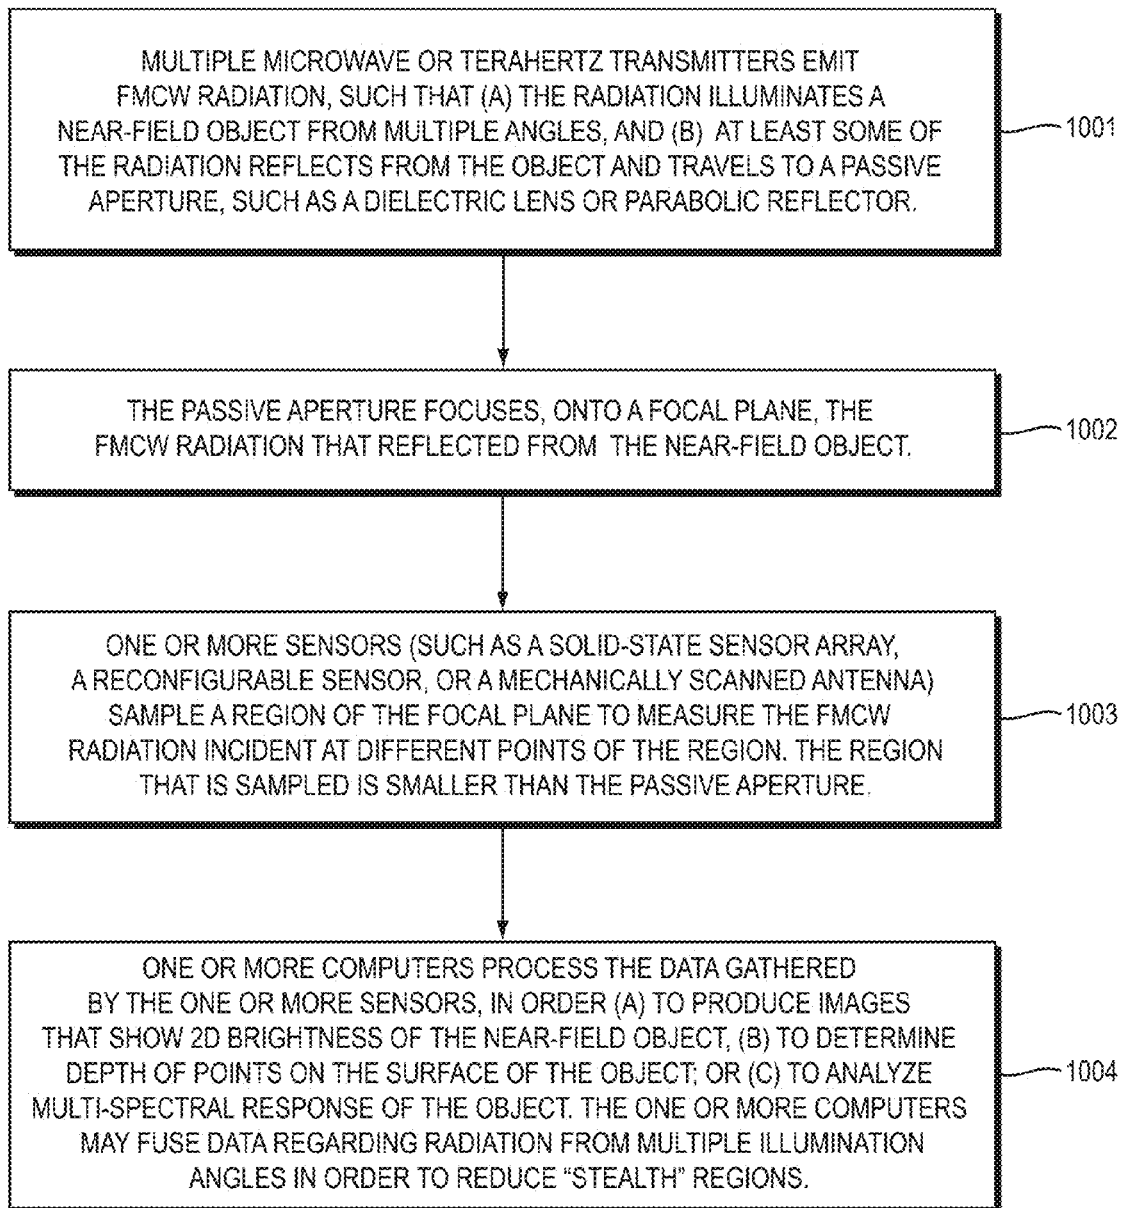 MULTIPLE MICROWAVE OR TERAHERTZ TRANSMITTERS EMIT
FMCW RADIATION, SUCH THAT (A) THE RADIATION ILLUMINATES A
NEAR-FIELD OBJECT FROM MULTIPLE ANGLES, AND (B) AT LEAST SOME OF
THE RADIATION REFLECTS FROM THE OBJECT AND TRAVELS TO A PASSIVE
APERTURE, SUCH AS A DIELECTRIC LENS OR PARABOLIC REFLECTOR.
1001
THE PASSIVE APERTURE FOCUSES, ONTO A FOCAL PLANE, THE
FMCW RADIATION THAT REFLECTED FROM THE NEAR-FIELD OBJECT.
1002
ONE OR MORE SENSORS (SUCH AS A SOLID-STATE SENSOR ARRAY,
A RECONFIGURABLE SENSOR, OR A MECHANICALLY SCANNED ANTENNA)
SAMPLE A REGION OF THE FOCAL PLANE TO MEASURE THE FMCW
RADIATION INCIDENT AT DIFFERENT POINTS OF THE REGION. THE REGION
THAT IS SAMPLED IS SMALLER THAN THE PASSIVE APERTURE.
1003
ONE OR MORE COMPUTERS PROCESS THE DATA GATHERED
BY THE ONE OR MORE SENSORS, IN ORDER (A) TO PRODUCE IMAGES
THAT SHOW 2D BRIGHTNESS OF THE NEAR-FIELD OBJECT, (B) TO DETERMINE
DEPTH OF POINTS ON THE SURFACE OF THE OBJECT; OR (C) TO ANALYZE
MULTI-SPECTRAL RESPONSE OF THE OBJECT. THE ONE OR MORE COMPUTERS
MAY FUSE DATA REGARDING RADIATION FROM MULTIPLE ILLUMINATION
ANGLES IN ORDER TO REDUCE “STEALTH” REGIONS.
1004